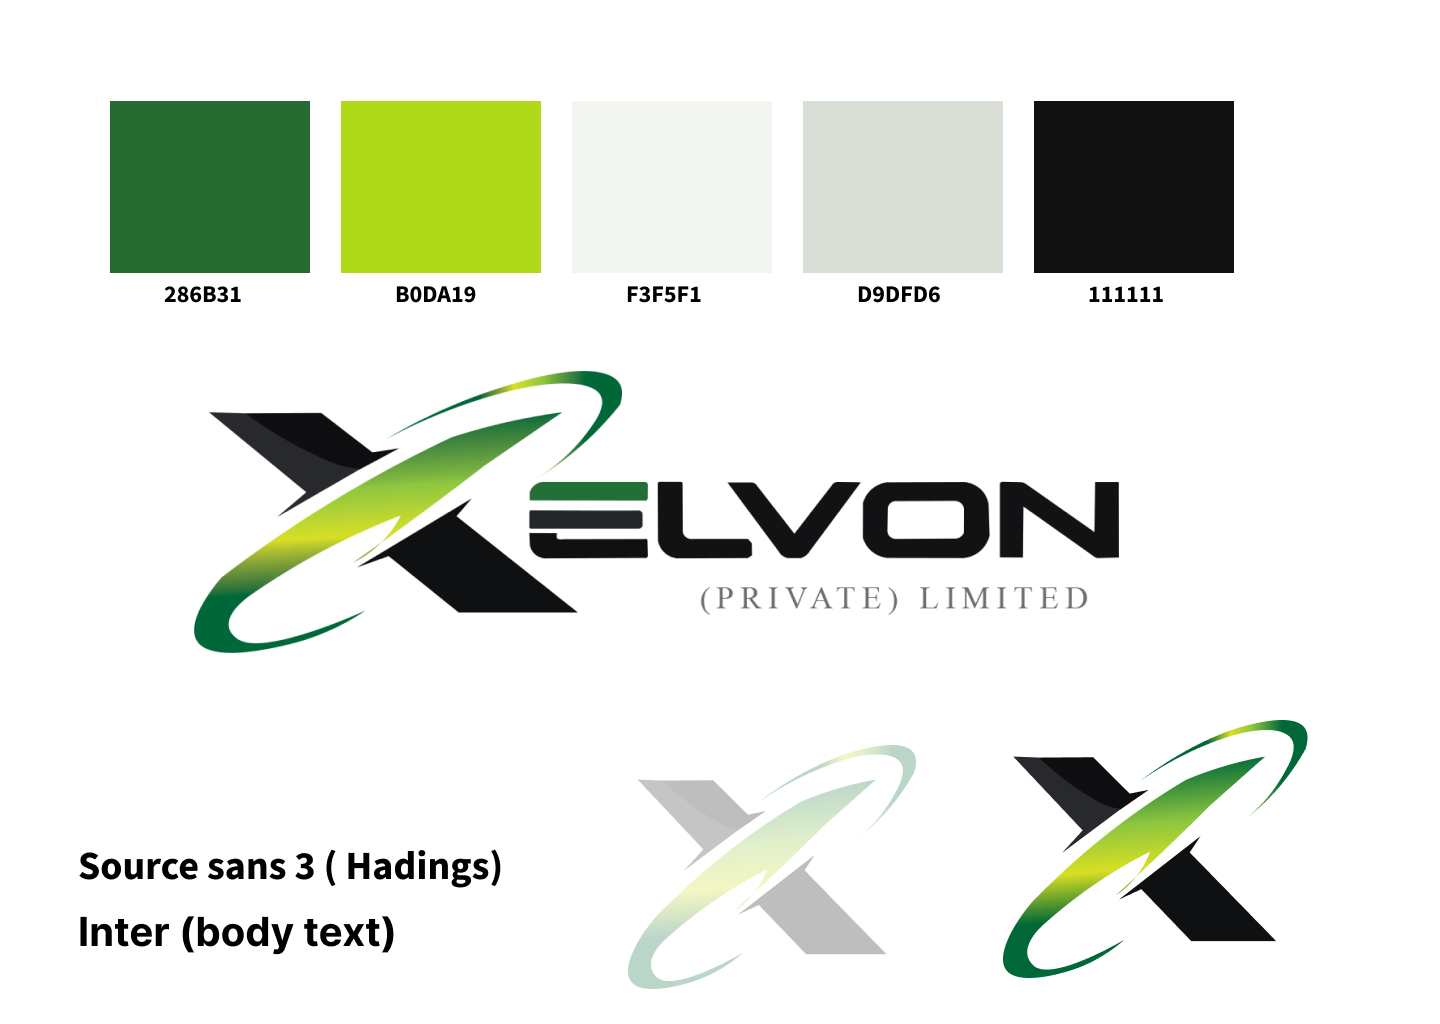 286B31 B0DA19 F3F5F1 D9DFD6 111111
XELVON
(PRIVATE) LIMITED
Source sans 3 ( Hadings)
Inter (body text)
X X